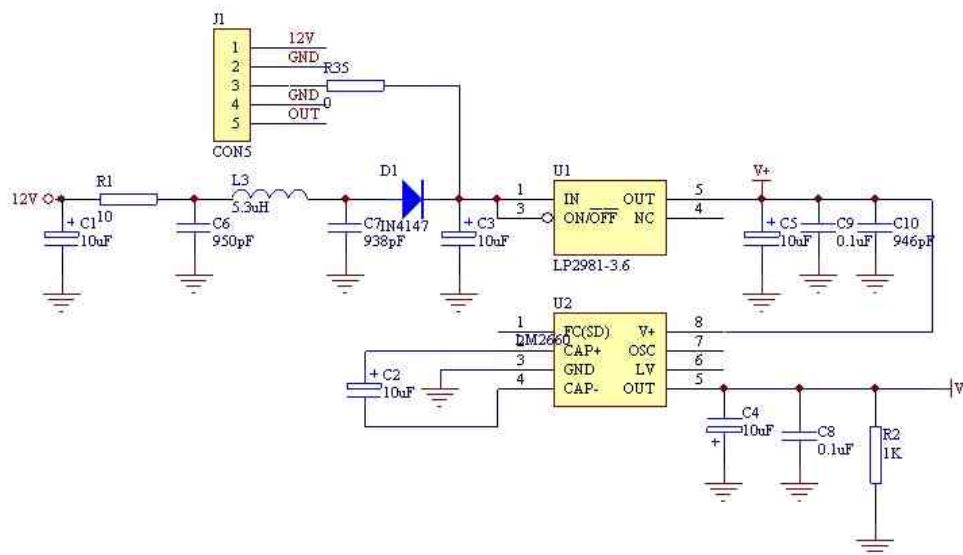 J1
1 12V
2 GND
3 R35
4 GND 0
5 OUT
CON5
12V R1 L3 D1 U1 V+
10 5.3uH IN4147
1 IN OUT 5
3 ON/OFF NC 4
C1 10uF
C6 950pF
C7 938pF
C3 10uF
LP2981-3.6
C5 10uF
C9 0.1uF
C10 946pF
U2
1 FC(SD) V+ 8
LM2660
2 CAP+ OSC 7
3 GND LV 6
4 CAP- OUT 5
C2 10uF
V
C4 10uF
C8 0.1uF
R2 1K